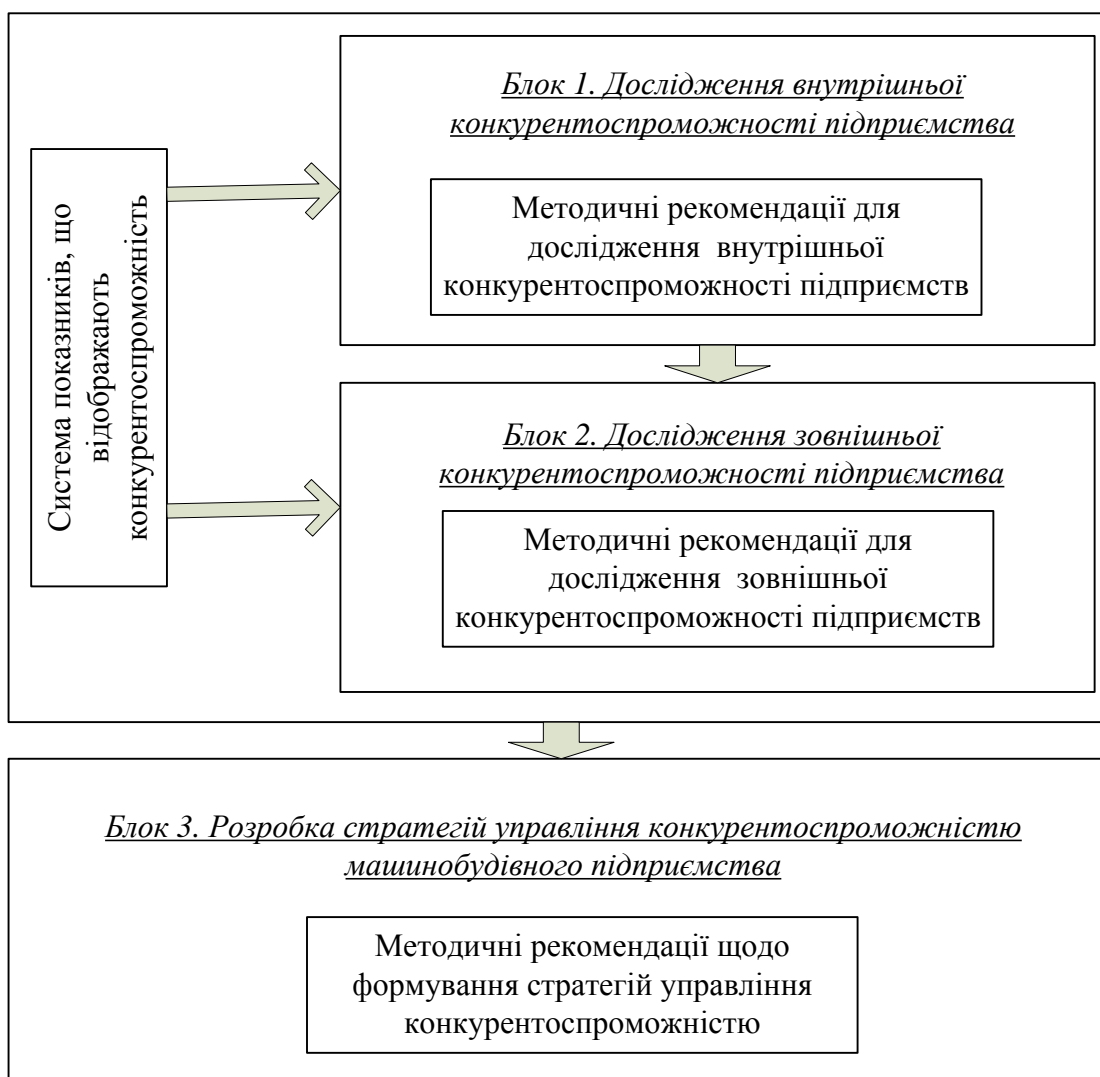 Система показників, що
відображають
конкурентоспроможність
Блок 1. Дослідження внутрішньої
конкурентоспроможності підприємства
Методичні рекомендації для
дослідження внутрішньої
конкурентоспроможності підприємств
Блок 2. Дослідження зовнішньої
конкурентоспроможності підприємства
Методичні рекомендації для
дослідження зовнішньої
конкурентоспроможності підприємств
Блок 3. Розробка стратегій управління конкурентоспроможністю
машинобудівного підприємства
Методичні рекомендації щодо
формування стратегій управління
конкурентоспроможністю